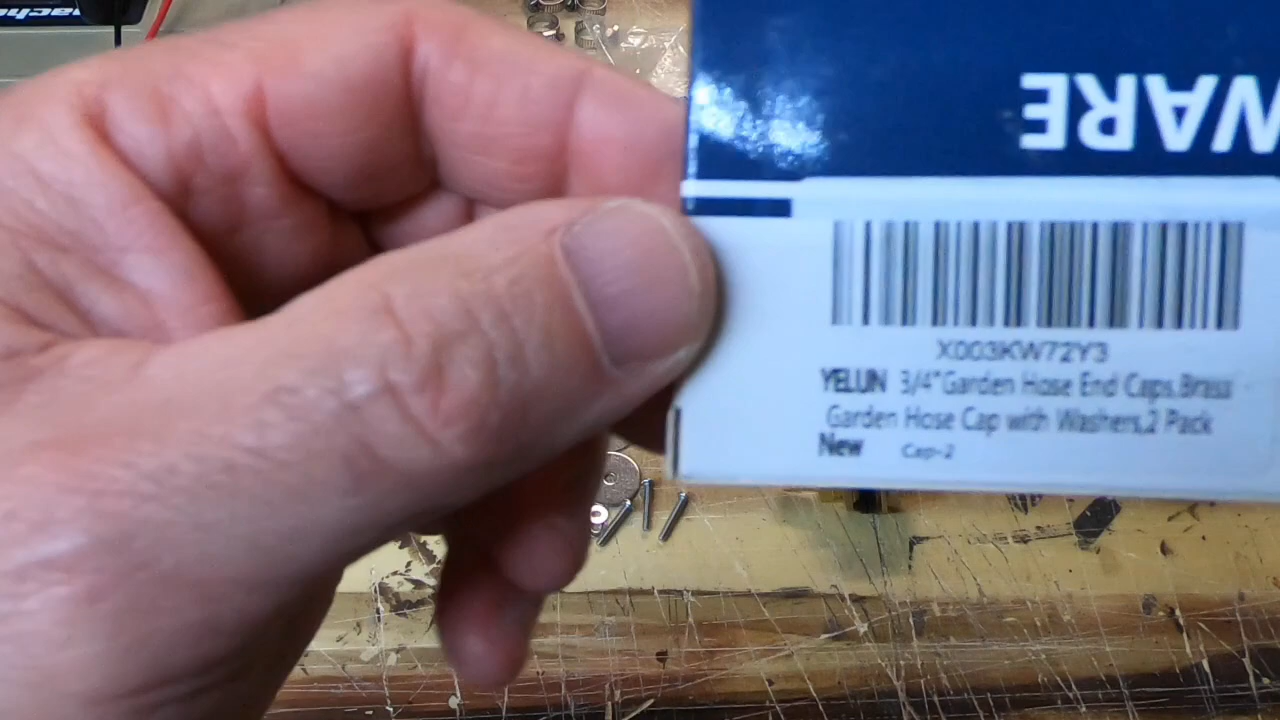 WARE
X003KW72Y3
YELUN 3/4"Garden Hose End Caps,Brass
Garden Hose Cap with Washers,2 Pack
New Cap-2